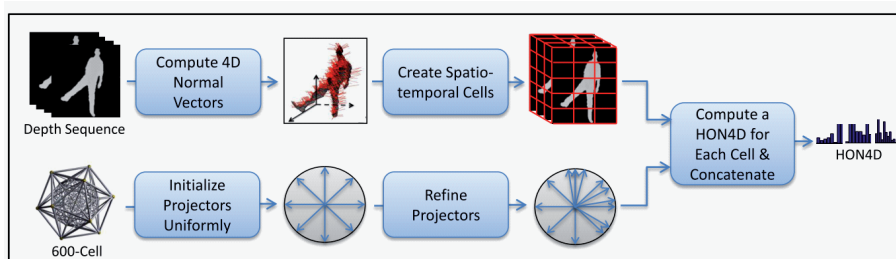 Depth Sequence
Compute 4D
Normal
Vectors
Create Spatio-
temporal Cells
Compute a
HON4D for
Each Cell &
Concatenate
HON4D
600-Cell
Initialize
Projectors
Uniformly
Refine
Projectors